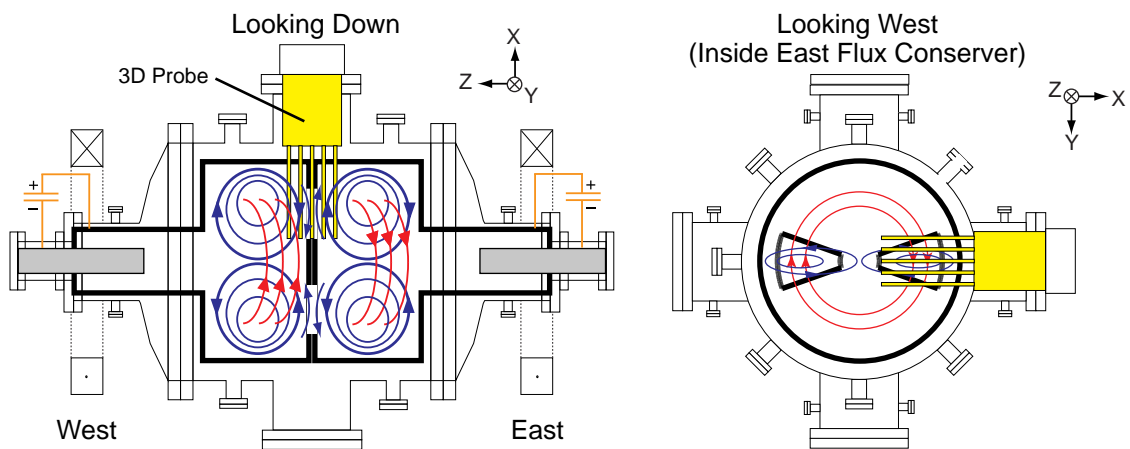 Looking Down
3D Probe
X
Z
Y
+
−
+
−
West
East
Looking West
(Inside East Flux Conserver)
Z
X
Y